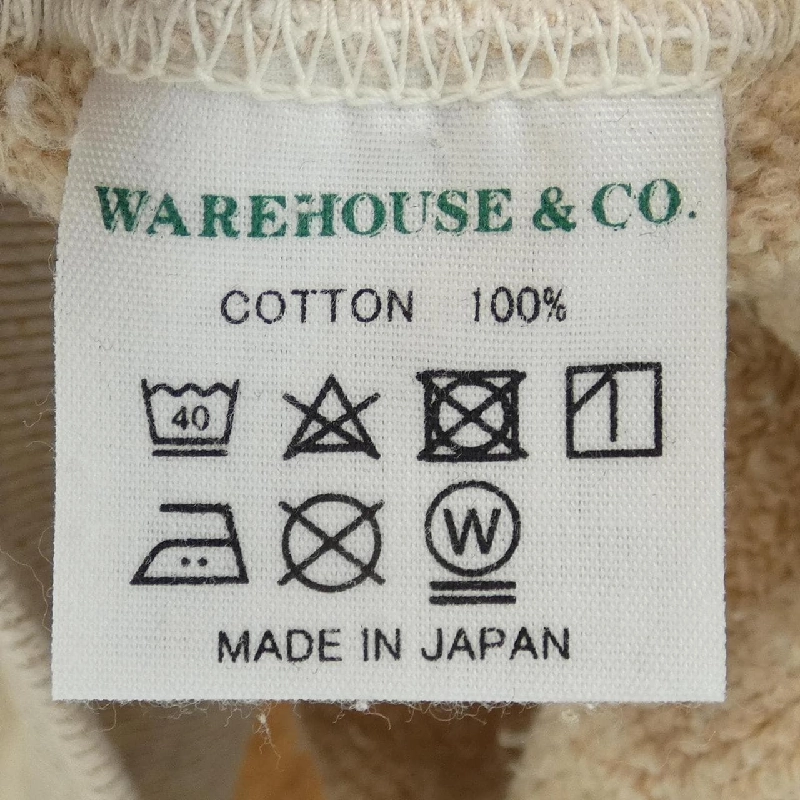 WAREHOUSE & CO.
COTTON 100%
40
W
MADE IN JAPAN